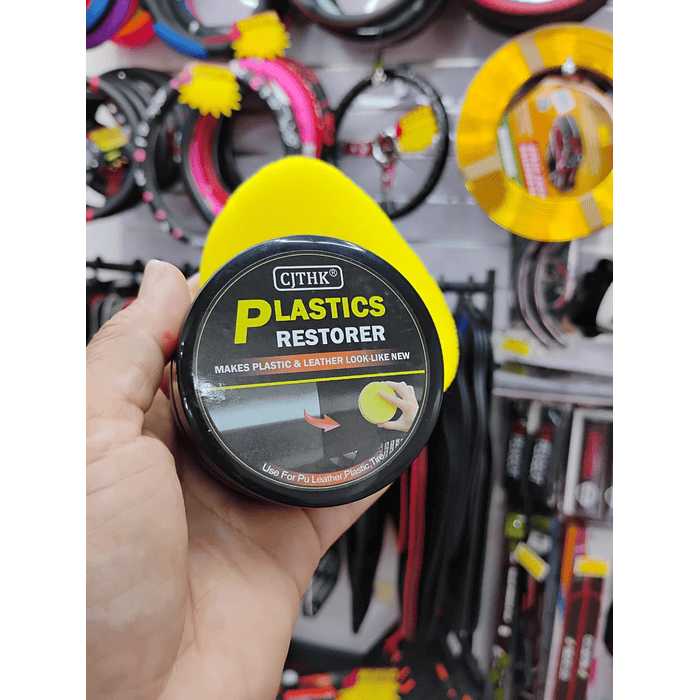 CJTHK®
PLASTICS
RESTORER
MAKES PLASTIC & LEATHER LOOK-LIKE NEW
Use For Pu Leather,Plastic,Tire,